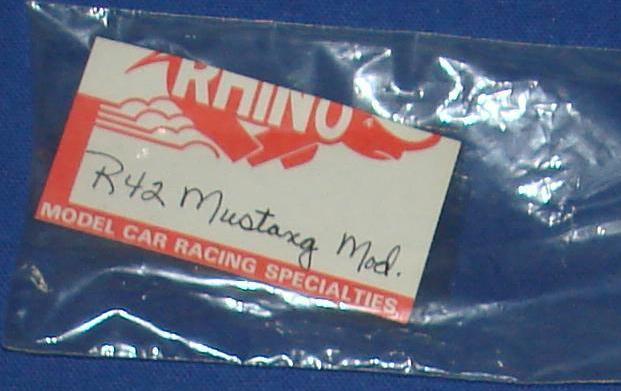 RHINO
R42 Mustang Mod.
MODEL CAR RACING SPECIALTIES